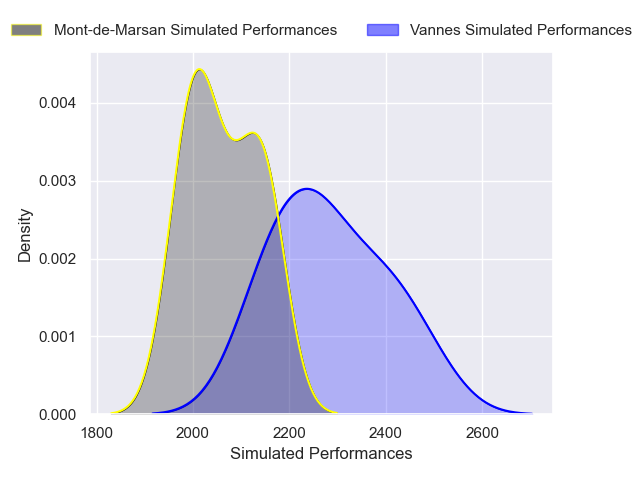 Mont-de-Marsan Simulated Performances
Vannes Simulated Performances
0.004
0.003
0.002
0.001
0.000
Density
1800
2000
2200
2400
2600
Simulated Performances